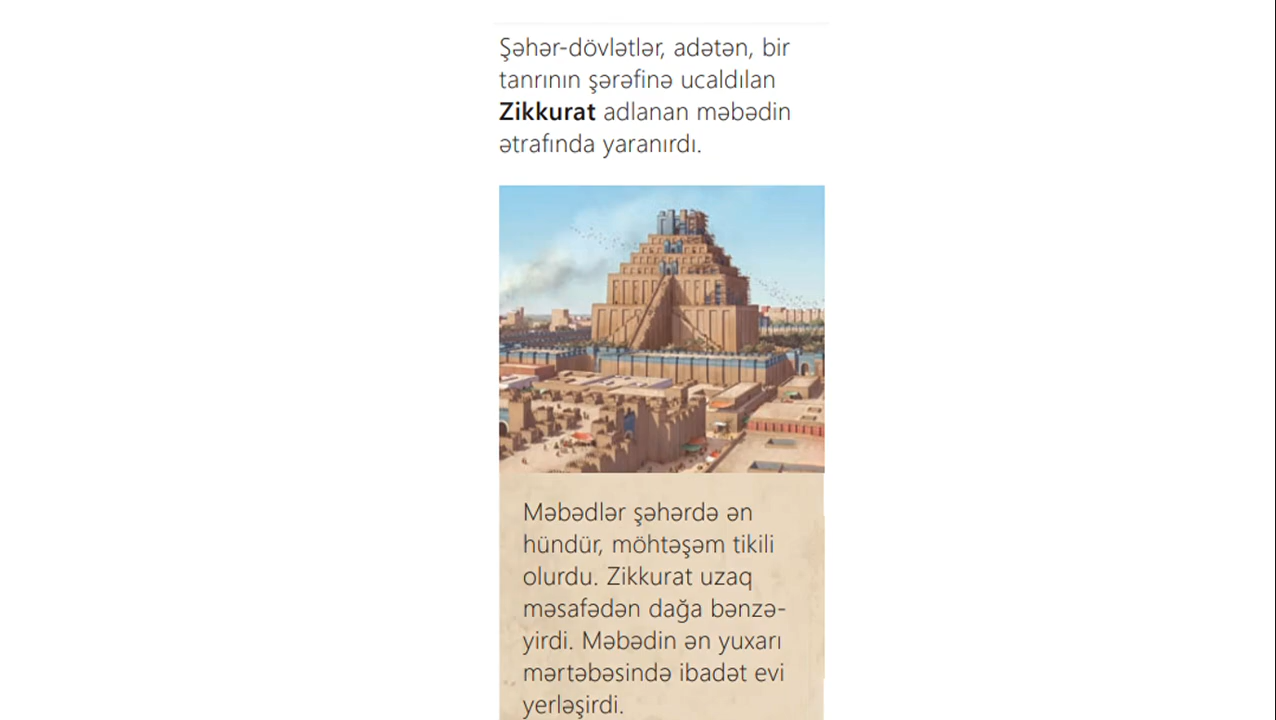 Şəhər-dövlətlər, adətən, bir
tanrının şərəfinə ucaldılan
Zikkurat adlanan məbədin
ətrafında yaranırdı.
Məbədlər şəhərdə ən
hündür, möhtəşəm tikili
olurdu. Zikkurat uzaq
məsafədən dağa bənzə-
yirdi. Məbədin ən yuxarı
mərtəbəsində ibadət evi
yerləşirdi.